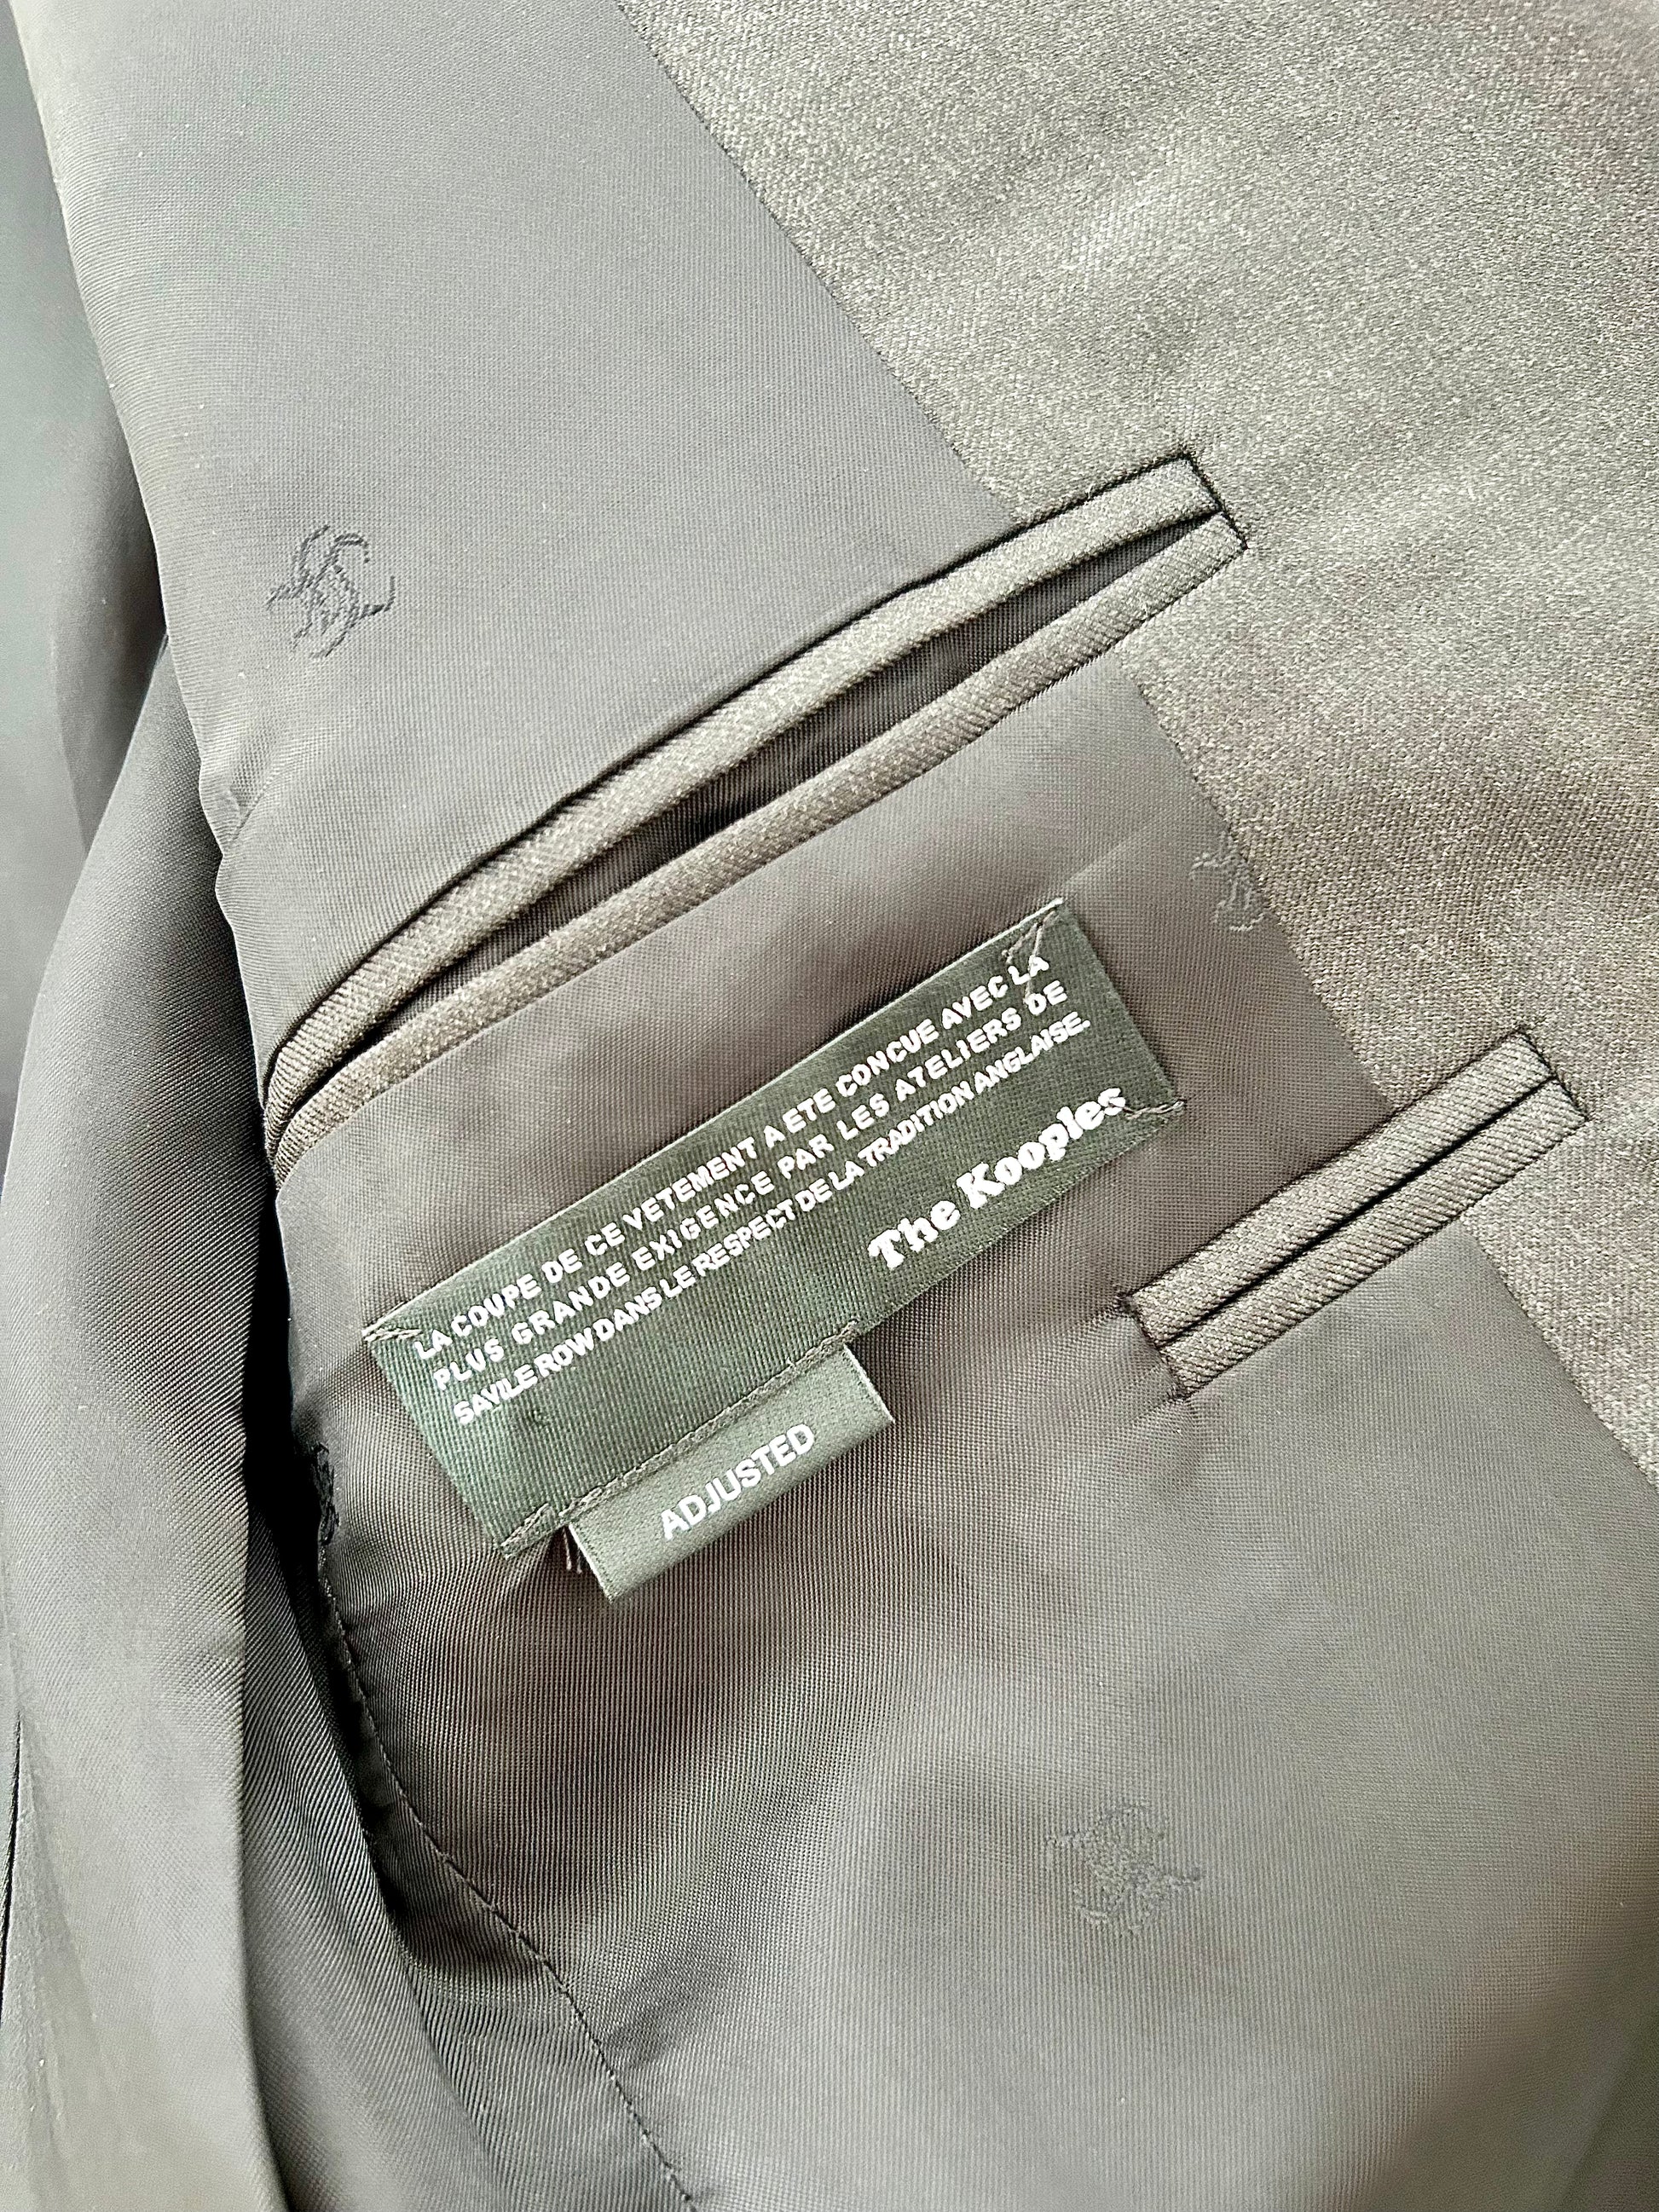 LA COUPE DE CE VETEMENT A ETE CONCUE AVEC LA
PLUS GRANDE EXIGENCE PAR LES ATELIERS DE
SAVILE ROW DANS LE RESPECT DE LA TRADITION ANGLAISE.
The Kooples
ADJUSTED